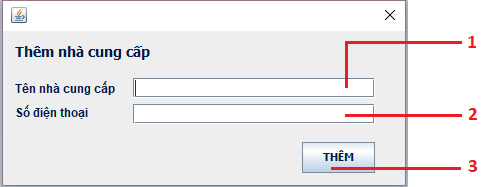 Thêm nhà cung cấp
1
Tên nhà cung cấp
Số điện thoại
2
THÊM
3